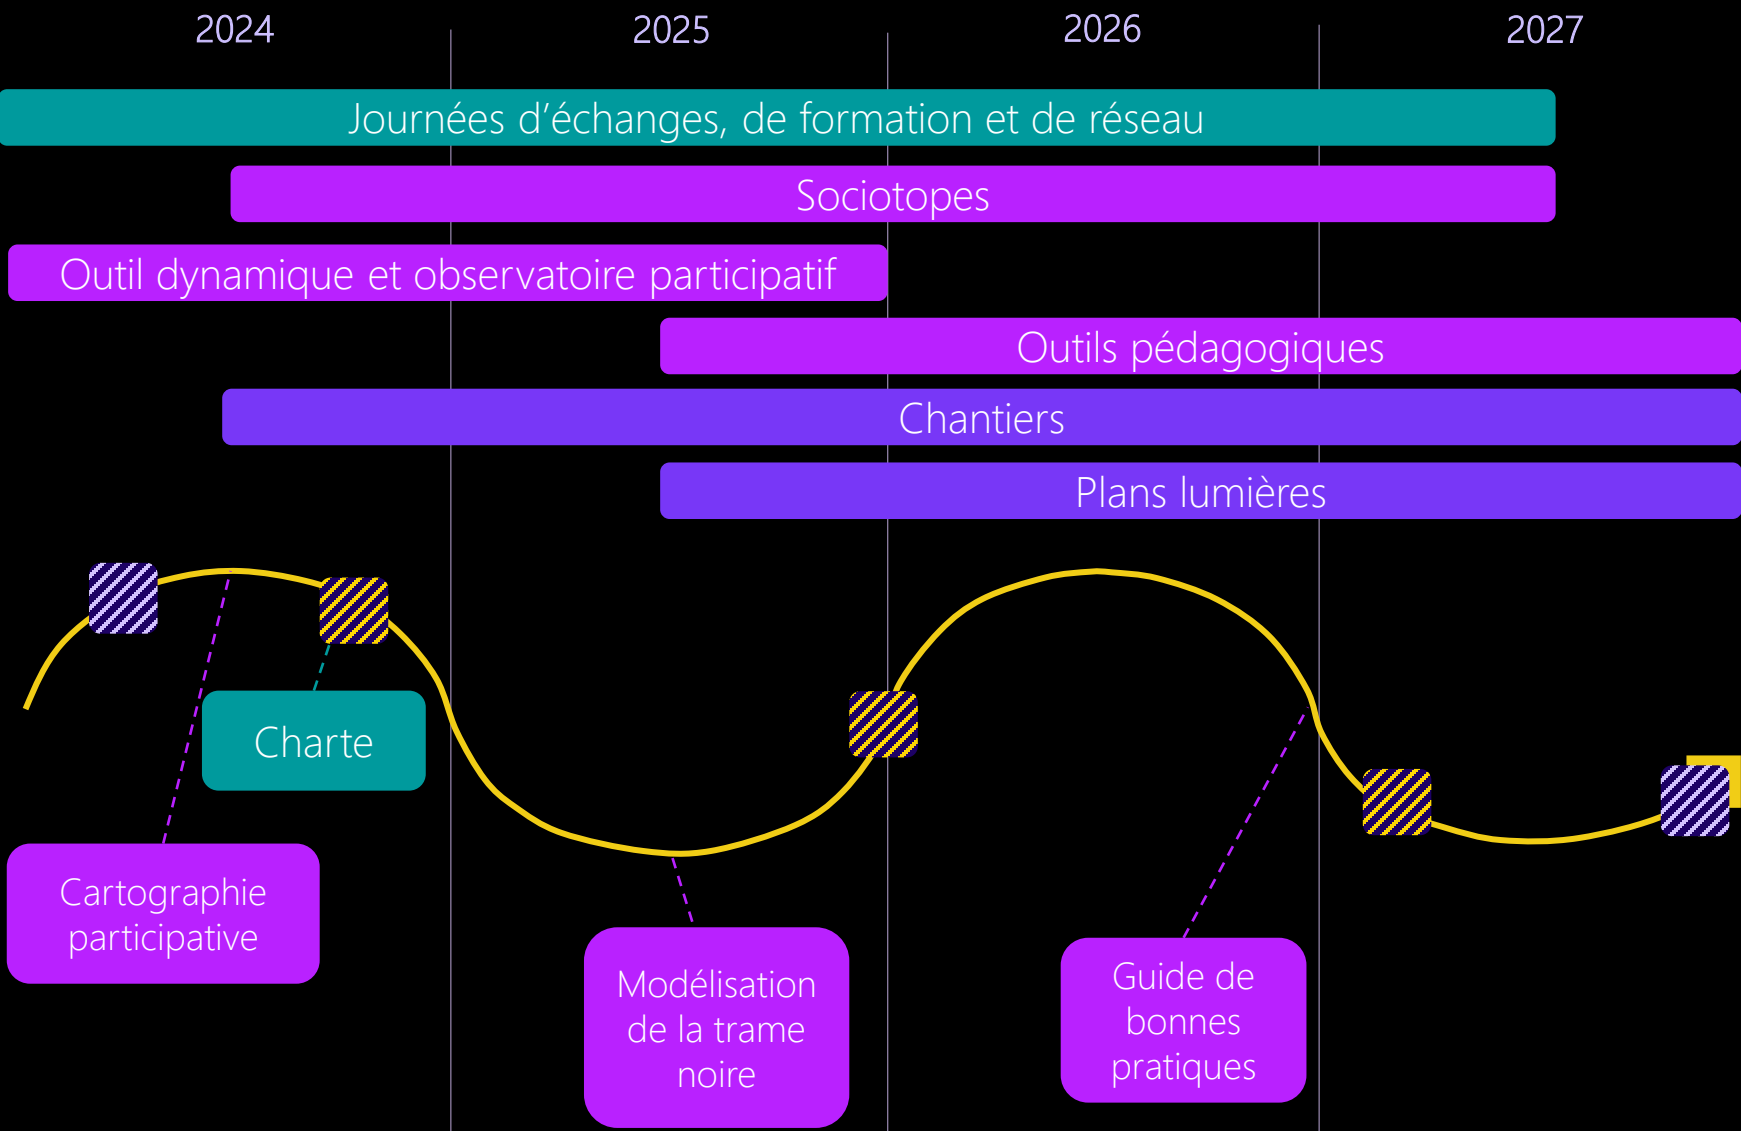 2024
2025
2026
2027
Journées d’échanges, de formation et de réseau
Sociotopes
Outil dynamique et observatoire participatif
Outils pédagogiques
Chantiers
Plans lumières
Charte
Cartographie
participative
Modélisation
de la trame
noire
Guide de
bonnes
pratiques